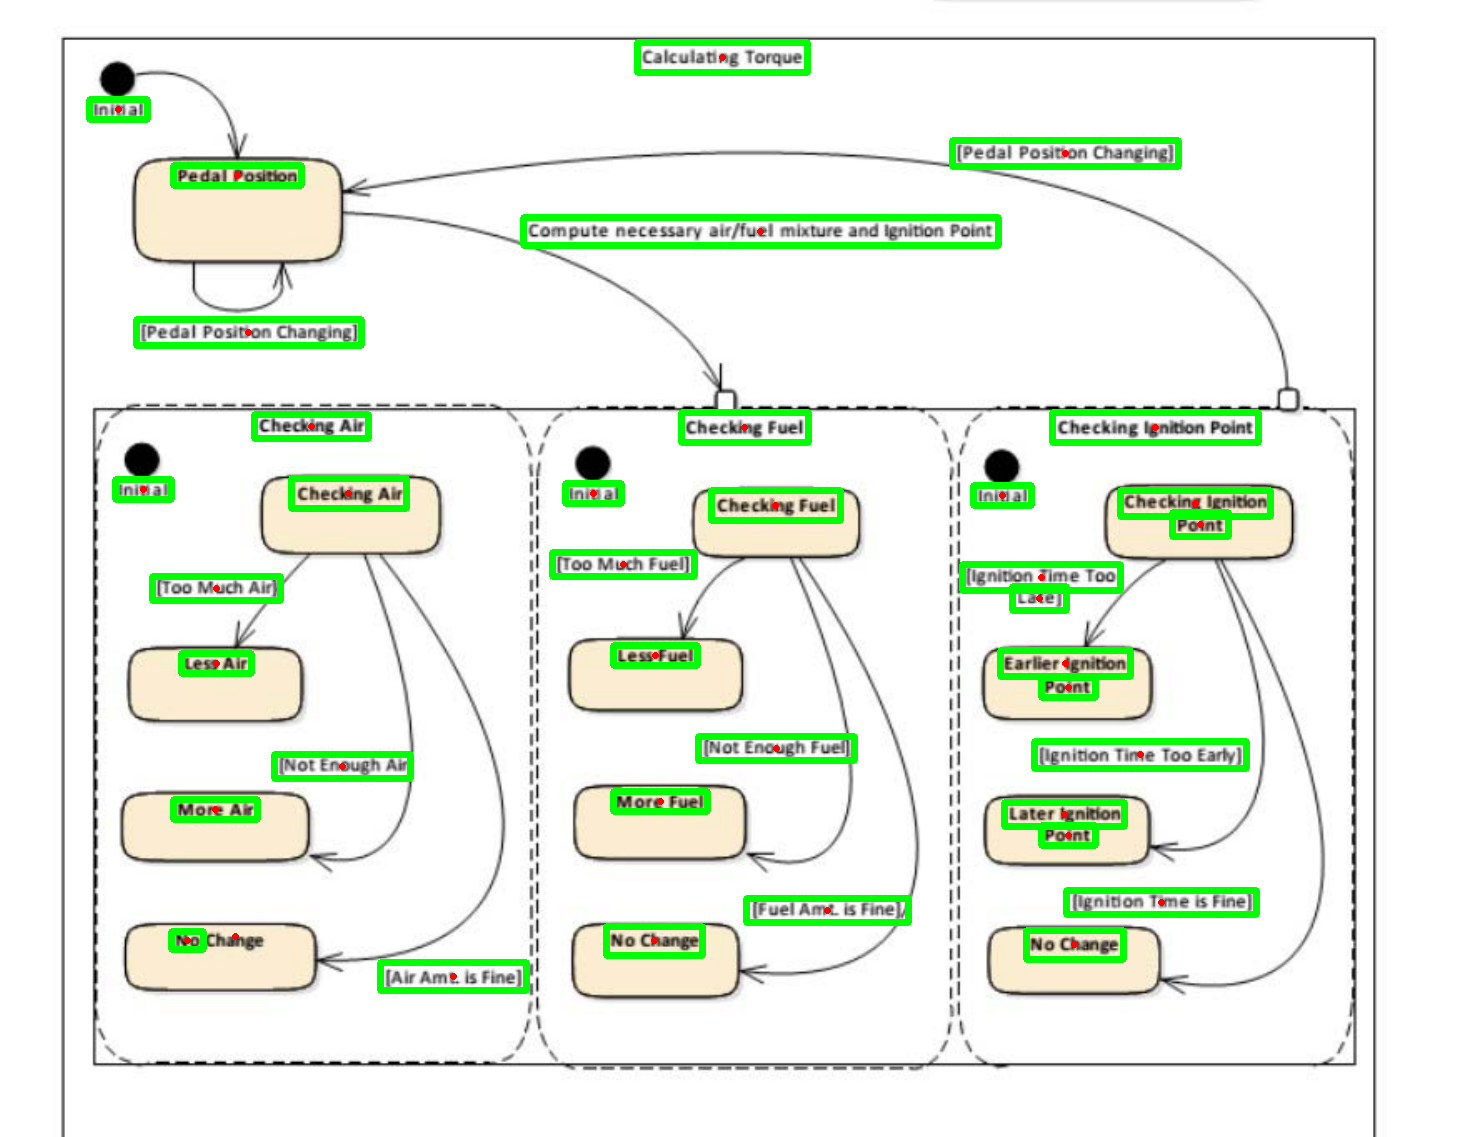 Calculating Torque
Initial
Pedal Position
[Pedal Position Changing]
Compute necessary air/fuel mixture and Ignition Point
[Pedal Position Changing]
Checking Air
Initial
Checking Air
[Too Much Air]
Less Air
[Not Enough Air
More Air
No Change
[Air Amt. is Fine]
Checking Fuel
Initial
Checking Fuel
[Too Much Fuel]
Less Fuel
[Not Enough Fuel]
More Fuel
[Fuel Amt. is Fine]/
No Change
Checking Ignition Point
Initial
Checking Ignition
Point
[Ignition Time Too
Late]
Earlier Ignition
Point
[Ignition Time Too Early]
Later Ignition
Point
[Ignition Time is Fine]
No Change